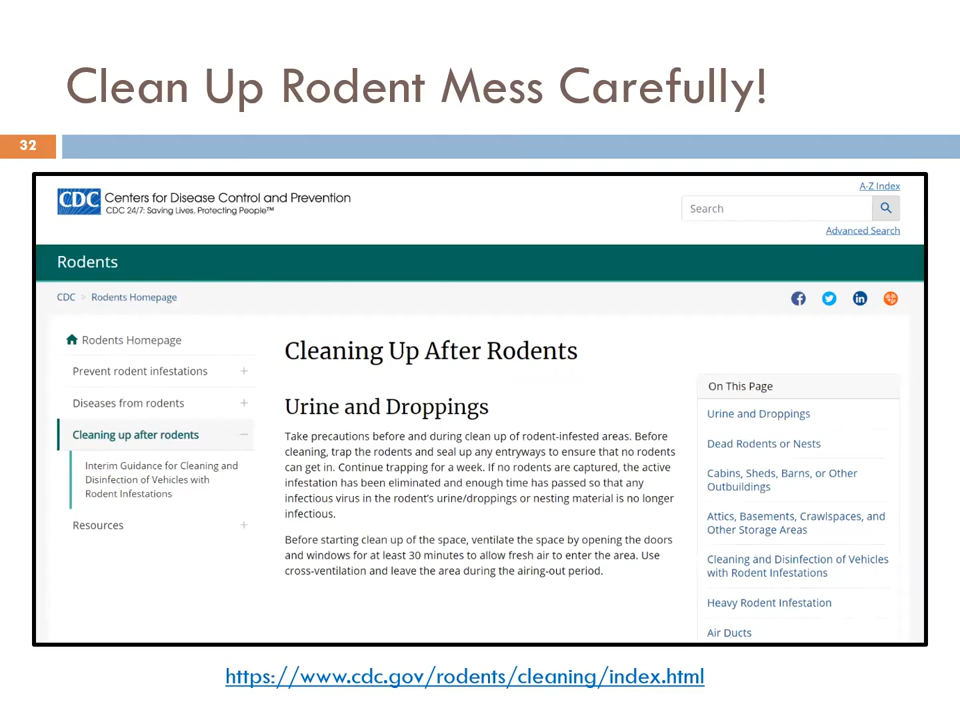 Clean Up Rodent Mess Carefully!
32
CDC Centers for Disease Control and Prevention
CDC 24/7: Saving Lives, Protecting People™
A-Z Index
Search
Advanced Search
Rodents
CDC > Rodents Homepage
Rodents Homepage
Prevent rodent infestations +
Diseases from rodents +
Cleaning up after rodents −
Interim Guidance for Cleaning and
Disinfection of Vehicles with
Rodent Infestations
Resources +
Cleaning Up After Rodents
Urine and Droppings
Take precautions before and during clean up of rodent-infested areas. Before
cleaning, trap the rodents and seal up any entryways to ensure that no rodents
can get in. Continue trapping for a week. If no rodents are captured, the active
infestation has been eliminated and enough time has passed so that any
infectious virus in the rodent's urine/droppings or nesting material is no longer
infectious.
Before starting clean up of the space, ventilate the space by opening the doors
and windows for at least 30 minutes to allow fresh air to enter the area. Use
cross-ventilation and leave the area during the airing-out period.
On This Page
Urine and Droppings
Dead Rodents or Nests
Cabins, Sheds, Barns, or Other
Outbuildings
Attics, Basements, Crawlspaces, and
Other Storage Areas
Cleaning and Disinfection of Vehicles
with Rodent Infestations
Heavy Rodent Infestation
Air Ducts
https://www.cdc.gov/rodents/cleaning/index.html